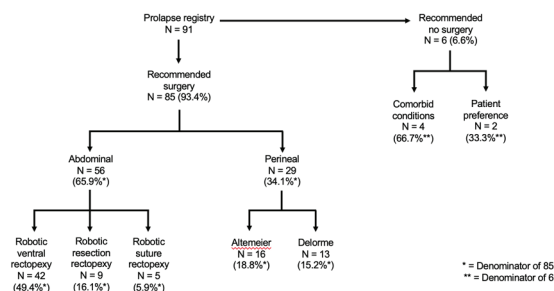 Prolapse registry
N = 91
Recommended
no surgery
N = 6 (6.6%)
Recommended
surgery
N = 85 (93.4%)
Comorbid
conditions
N = 4
(66.7%**)
Patient
preference
N = 2
(33.3%**)
Abdominal
N = 56
(65.9%*)
Perineal
N = 29
(34.1%*)
Robotic
ventral
rectopexy
N = 42
(49.4%*)
Robotic
resection
rectopexy
N = 9
(16.1%*)
Robotic
suture
rectopexy
N = 5
(5.9%*)
Altemeier
N = 16
(18.8%*)
Delorme
N = 13
(15.2%*)
* = Denominator of 85
** = Denominator of 6